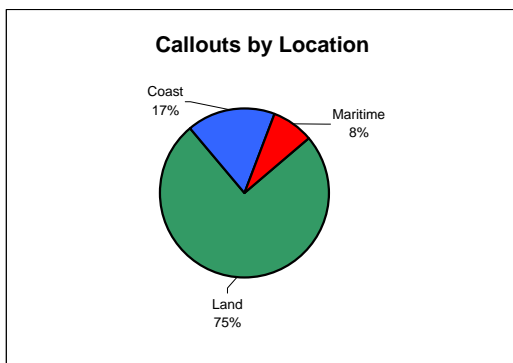 Callouts by Location
Coast
17%
Maritime
8%
Land
75%